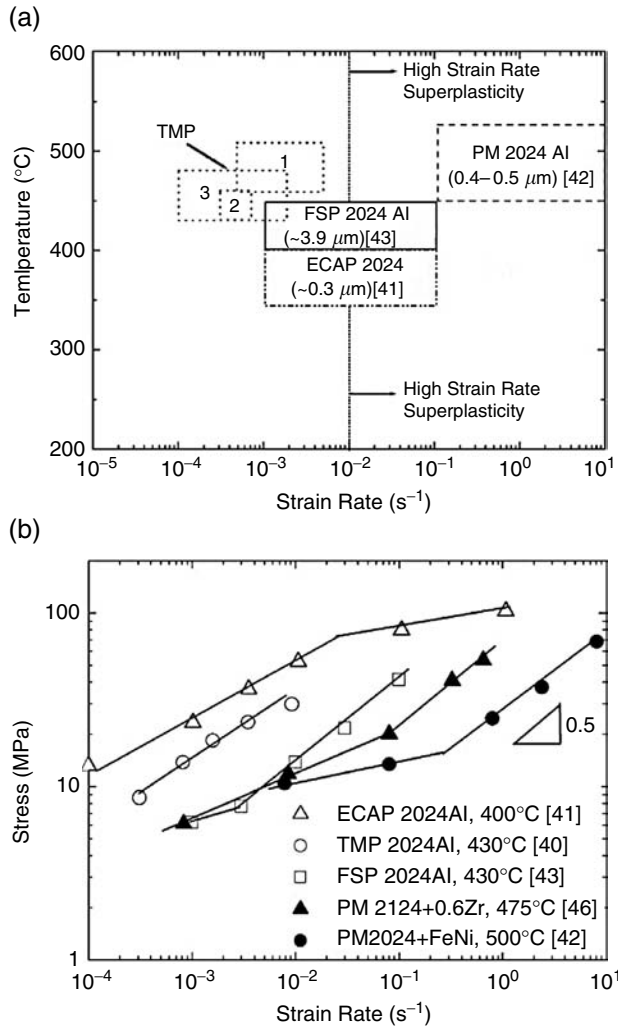 (a)
600
500
400
300
200
Temlperature (°C)
High Strain Rate
Superplasticity
TMP
1
3
2
PM 2024 Al
(0.4–0.5 μm) [42]
FSP 2024 Al
(~3.9 μm)[43]
ECAP 2024
(~0.3 μm)[41]
High Strain Rate
Superplasticity
10⁻⁵ 10⁻⁴ 10⁻³ 10⁻² 10⁻¹ 10⁰ 10¹
Strain Rate (s⁻¹)
(b)
100
10
1
Stress (MPa)
0.5
ECAP 2024Al, 400°C [41]
TMP 2024Al, 430°C [40]
FSP 2024Al, 430°C [43]
PM 2124+0.6Zr, 475°C [46]
PM2024+FeNi, 500°C [42]
10⁻⁴ 10⁻³ 10⁻² 10⁻¹ 10⁰ 10¹
Strain Rate (s⁻¹)